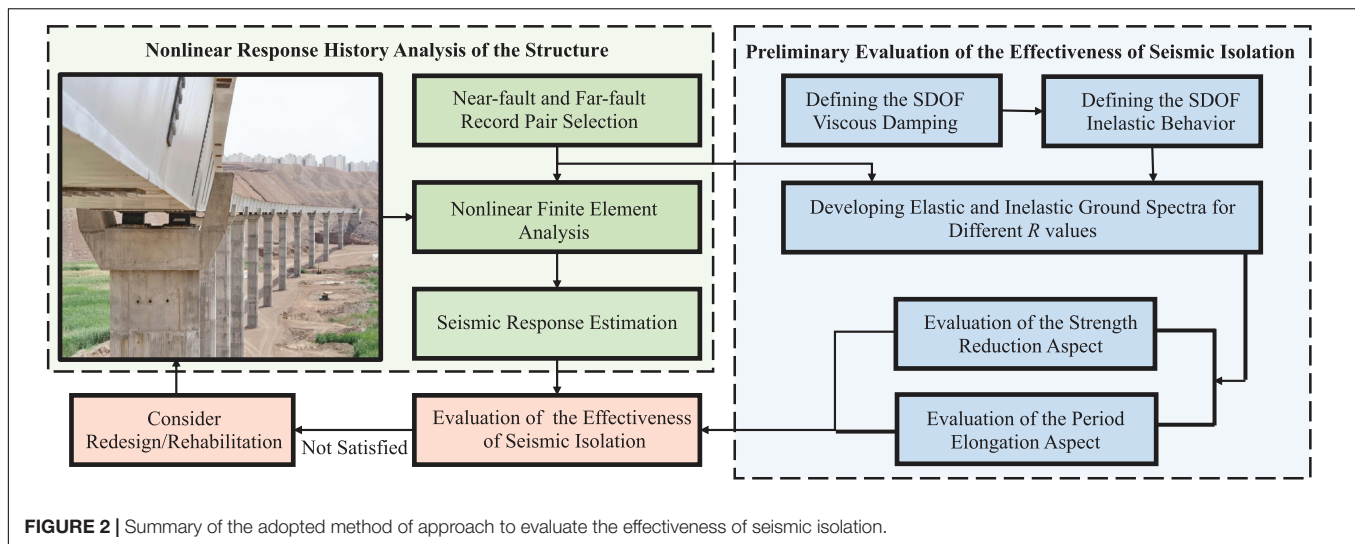 Nonlinear Response History Analysis of the Structure
Near-fault and Far-fault
Record Pair Selection
Nonlinear Finite Element
Analysis
Seismic Response Estimation
Consider
Redesign/Rehabilitation
Not Satisfied
Evaluation of the Effectiveness
of Seismic Isolation
Preliminary Evaluation of the Effectiveness of Seismic Isolation
Defining the SDOF
Viscous Damping
Defining the SDOF
Inelastic Behavior
Developing Elastic and Inelastic Ground Spectra for
Different R values
Evaluation of the Strength
Reduction Aspect
Evaluation of the Period
Elongation Aspect
FIGURE 2 | Summary of the adopted method of approach to evaluate the effectiveness of seismic isolation.